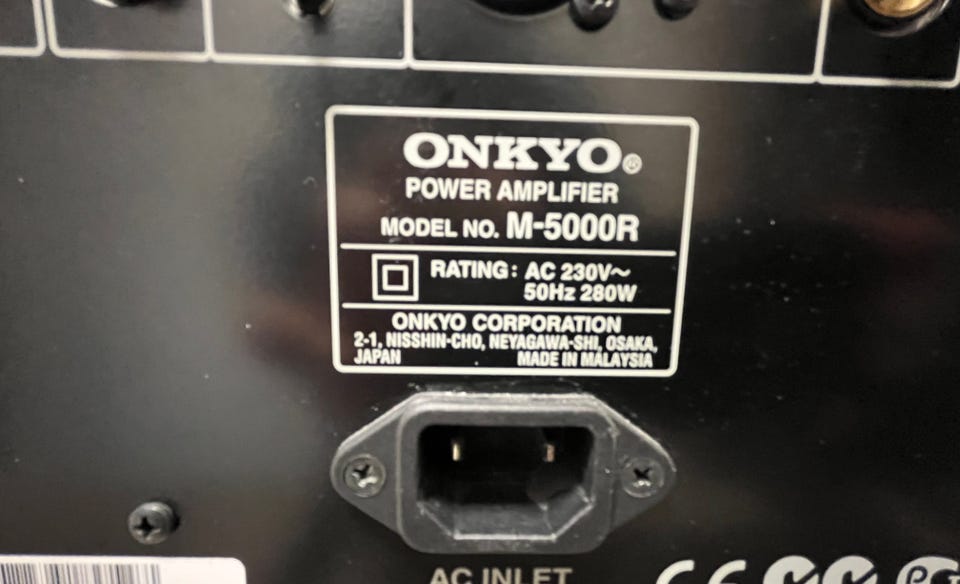 ONKYO®
POWER AMPLIFIER
MODEL NO. M-5000R
RATING: AC 230V~
50Hz 280W
ONKYO CORPORATION
2-1, NISSHIN-CHO, NEYAGAWA-SHI, OSAKA,
JAPAN MADE IN MALAYSIA
AC INLET
CE